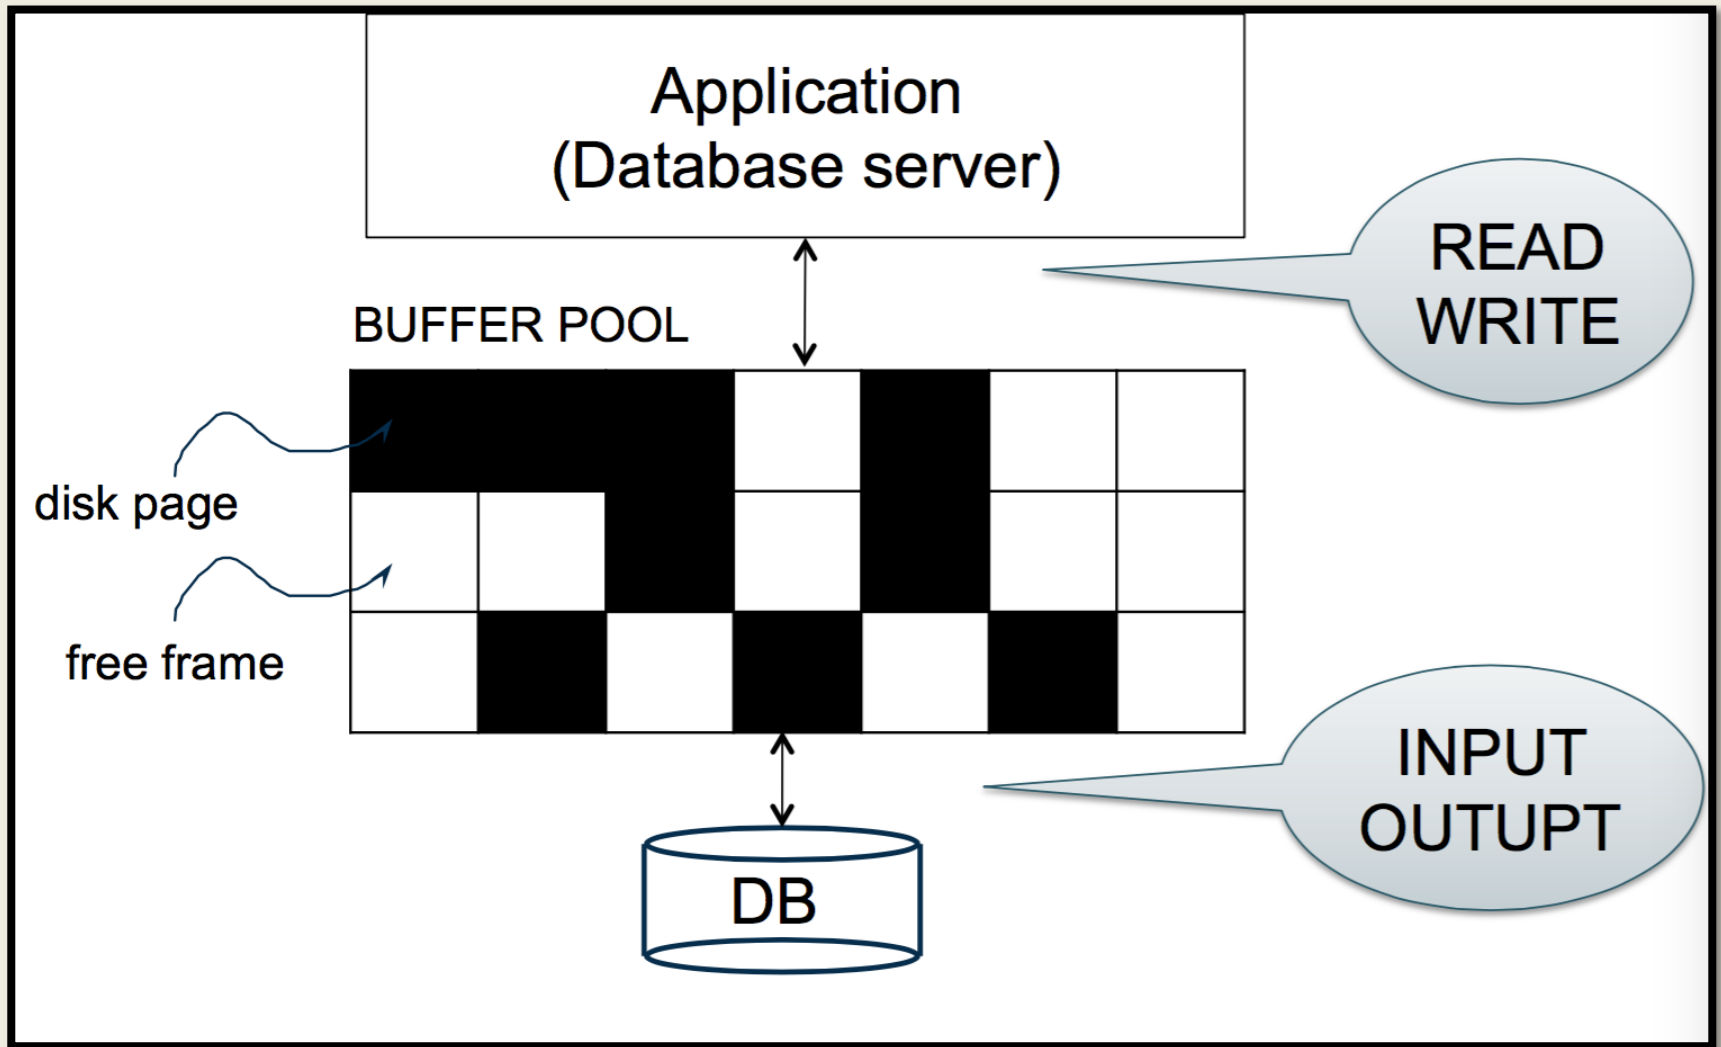 Application
(Database server)
READ
WRITE
BUFFER POOL
disk page
free frame
INPUT
OUTUPT
DB